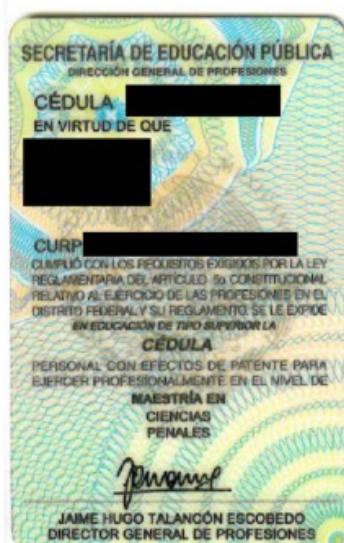 SECRETARÍA DE EDUCACIÓN PÚBLICA
DIRECCIÓN GENERAL DE PROFESIONES
CÉDULA
EN VIRTUD DE QUE
CURP
CUMPLIÓ CON LOS REQUISITOS EXIGIDOS POR LA LEY
REGLAMENTARIA DEL ARTÍCULO 5o. CONSTITUCIONAL
RELATIVO AL EJERCICIO DE LAS PROFESIONES EN EL
DISTRITO FEDERAL Y SU REGLAMENTO, SE LE EXPIDE
EN EDUCACIÓN DE TIPO SUPERIOR LA
CÉDULA
PERSONAL CON EFECTOS DE PATENTE PARA
EJERCER PROFESIONALMENTE EN EL NIVEL DE
MAESTRÍA EN
CIENCIAS
PENALES
JAIME HUGO TALANCÓN ESCOBEDO
DIRECTOR GENERAL DE PROFESIONES